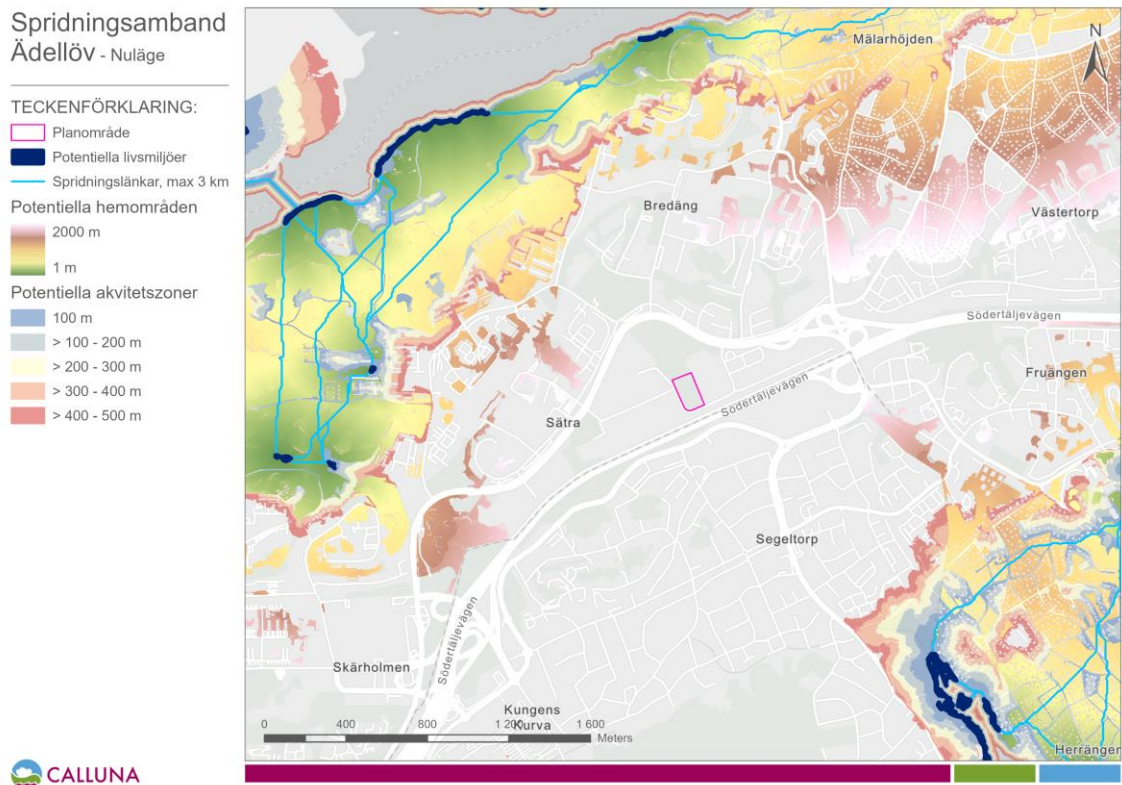 Spridningsamband
Ädellöv - Nuläge
TECKENFÖRKLARING:
Planområde
Potentiella livsmiljöer
Spridningslänkar, max 3 km
Potentiella hemområden
2000 m
1 m
Potentiella akvitetszoner
100 m
> 100 - 200 m
> 200 - 300 m
> 300 - 400 m
> 400 - 500 m
CALLUNA
N
Mälarhöjden
Bredäng
Västertorp
Södertäljevägen
Fruängen
Södertäljevägen
Sätra
Segeltorp
Södertäljevägen
Skärholmen
Kungens
Kurva
0 400 800 1 200 1 600
Meters
Herrängen